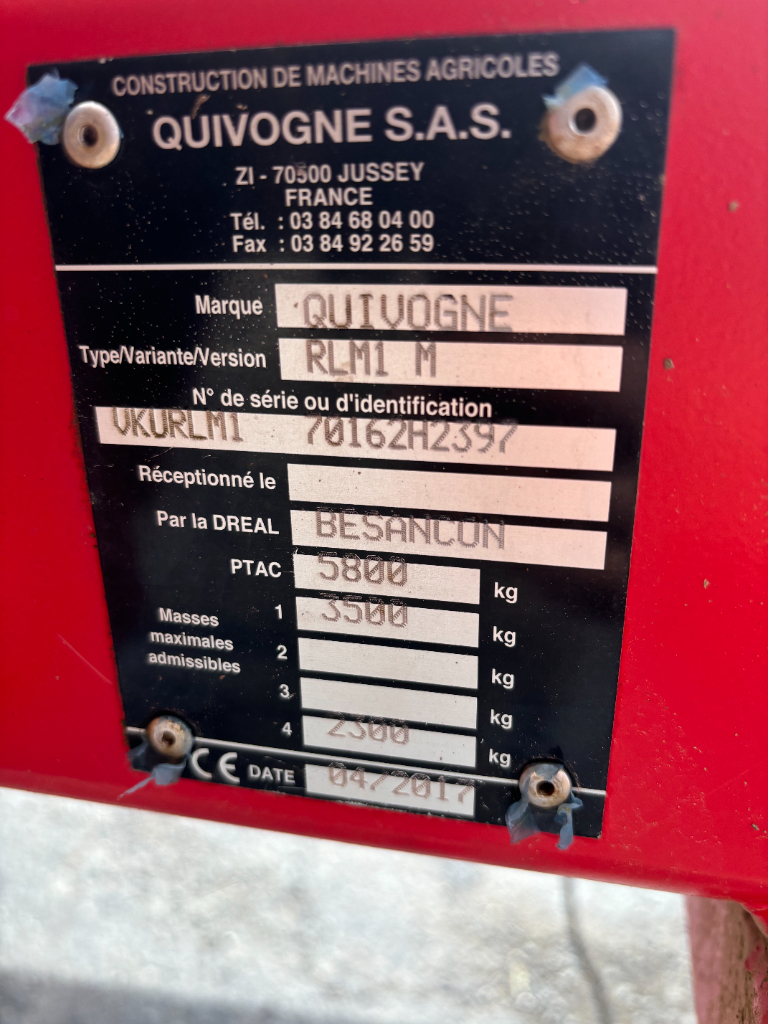 CONSTRUCTION DE MACHINES AGRICOLES
QUIVOGNE S.A.S.
ZI - 70500 JUSSEY
FRANCE
Tél. : 03 84 68 04 00
Fax : 03 84 92 26 59
Marque QUIVOGNE
Type/Variante/Version RLM1 M
N° de série ou d'identification
VKURLM1 70162H2397
Réceptionné le
Par la DREAL BESANCON
PTAC 5800 kg
Masses maximales admissibles
1 3500 kg
2 kg
3 kg
4 2300 kg
CE DATE 04/2017